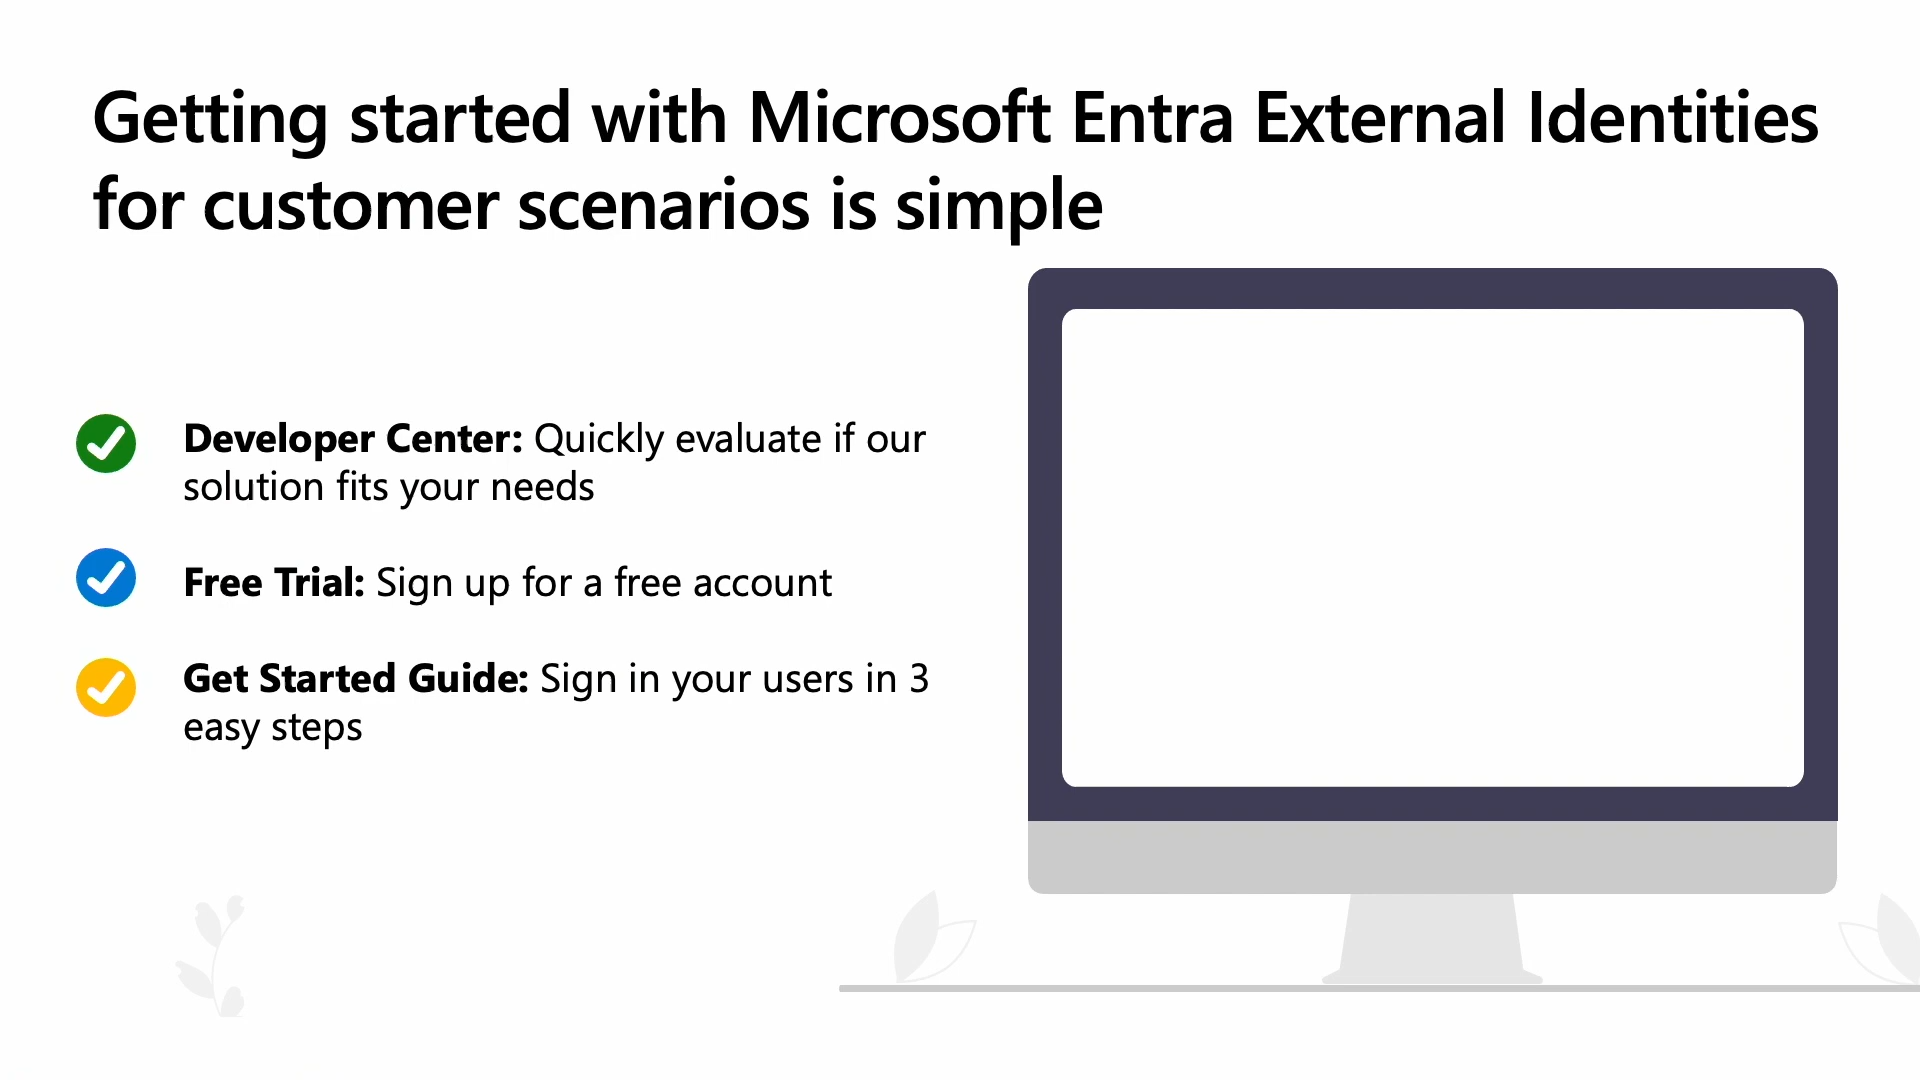 Getting started with Microsoft Entra External Identities
for customer scenarios is simple
Developer Center: Quickly evaluate if our
solution fits your needs
Free Trial: Sign up for a free account
Get Started Guide: Sign in your users in 3
easy steps